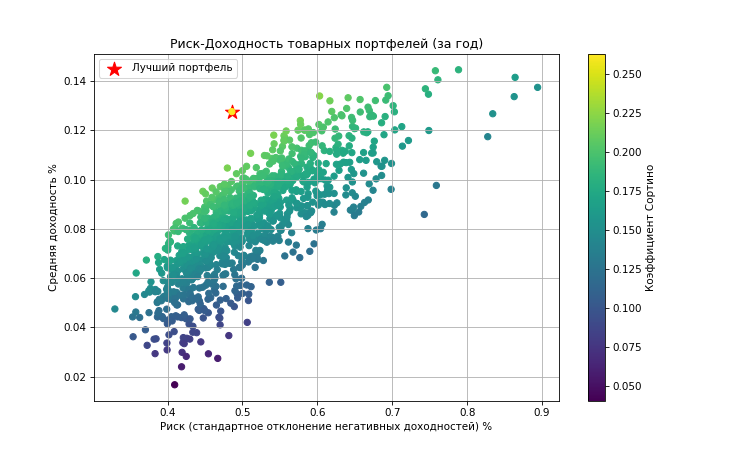 Риск-Доходность товарных портфелей (за год)
Лучший портфель
Средняя доходность %
0.14
0.12
0.10
0.08
0.06
0.04
0.02
0.4 0.5 0.6 0.7 0.8 0.9
Риск (стандартное отклонение негативных доходностей) %
0.250
0.225
0.200
0.175
0.150
0.125
0.100
0.075
0.050
Коэффициент Сортино